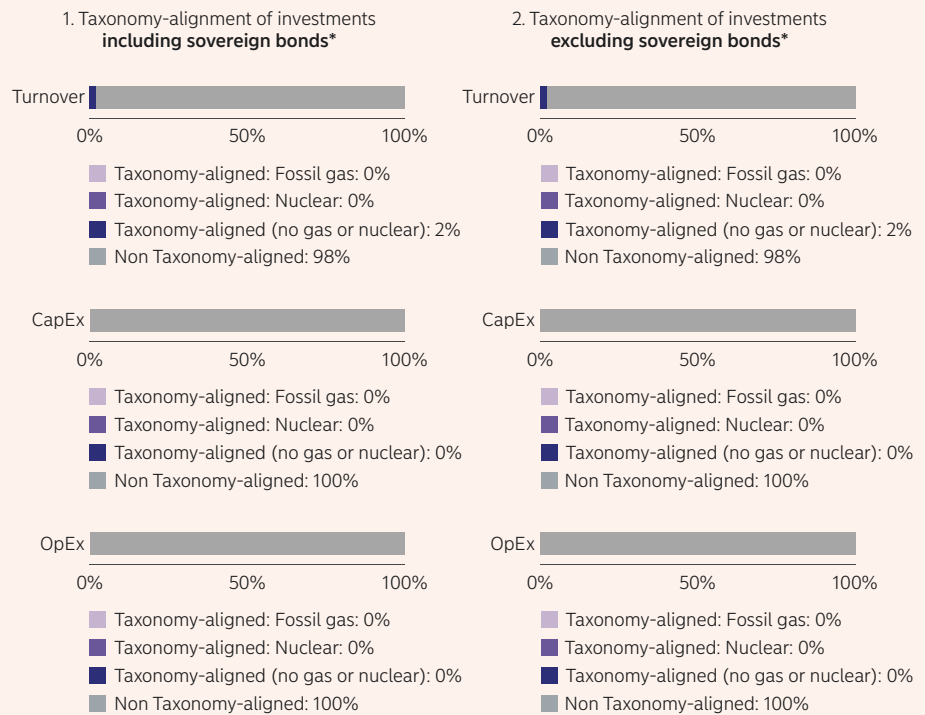 1. Taxonomy-alignment of investments
including sovereign bonds*
Turnover
0% 50% 100%
Taxonomy-aligned: Fossil gas: 0%
Taxonomy-aligned: Nuclear: 0%
Taxonomy-aligned (no gas or nuclear): 2%
Non Taxonomy-aligned: 98%
CapEx
0% 50% 100%
Taxonomy-aligned: Fossil gas: 0%
Taxonomy-aligned: Nuclear: 0%
Taxonomy-aligned (no gas or nuclear): 0%
Non Taxonomy-aligned: 100%
OpEx
0% 50% 100%
Taxonomy-aligned: Fossil gas: 0%
Taxonomy-aligned: Nuclear: 0%
Taxonomy-aligned (no gas or nuclear): 0%
Non Taxonomy-aligned: 100%
2. Taxonomy-alignment of investments
excluding sovereign bonds*
Turnover
0% 50% 100%
Taxonomy-aligned: Fossil gas: 0%
Taxonomy-aligned: Nuclear: 0%
Taxonomy-aligned (no gas or nuclear): 2%
Non Taxonomy-aligned: 98%
CapEx
0% 50% 100%
Taxonomy-aligned: Fossil gas: 0%
Taxonomy-aligned: Nuclear: 0%
Taxonomy-aligned (no gas or nuclear): 0%
Non Taxonomy-aligned: 100%
OpEx
0% 50% 100%
Taxonomy-aligned: Fossil gas: 0%
Taxonomy-aligned: Nuclear: 0%
Taxonomy-aligned (no gas or nuclear): 0%
Non Taxonomy-aligned: 100%